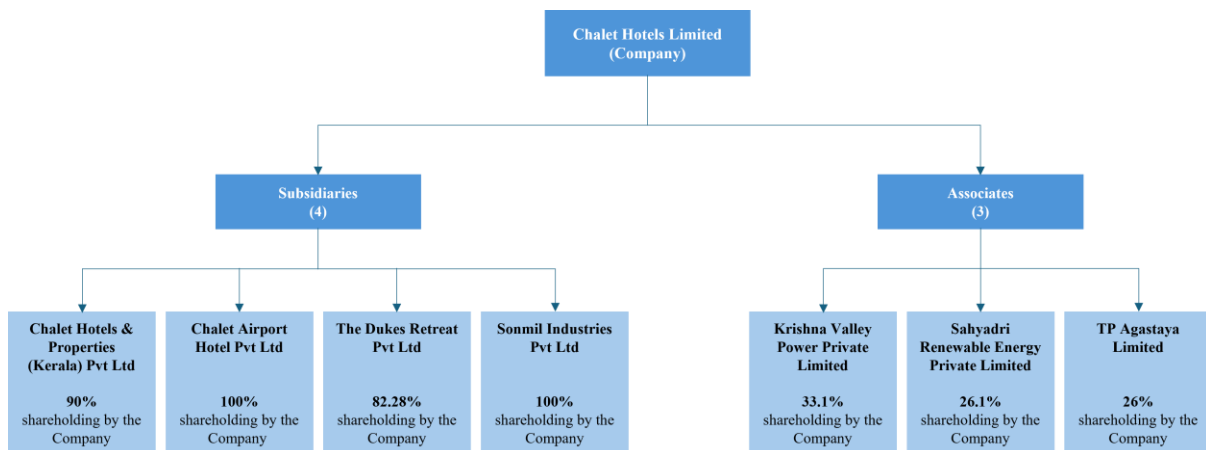 Chalet Hotels Limited
(Company)
Subsidiaries
(4)
Associates
(3)
Chalet Hotels &
Properties
(Kerala) Pvt Ltd
90%
shareholding by the
Company
Chalet Airport
Hotel Pvt Ltd
100%
shareholding by the
Company
The Dukes Retreat
Pvt Ltd
82.28%
shareholding by the
Company
Sonmil Industries
Pvt Ltd
100%
shareholding by the
Company
Krishna Valley
Power Private
Limited
33.1%
shareholding by the
Company
Sahyadri
Renewable Energy
Private Limited
26.1%
shareholding by the
Company
TP Agastaya
Limited
26%
shareholding by the
Company